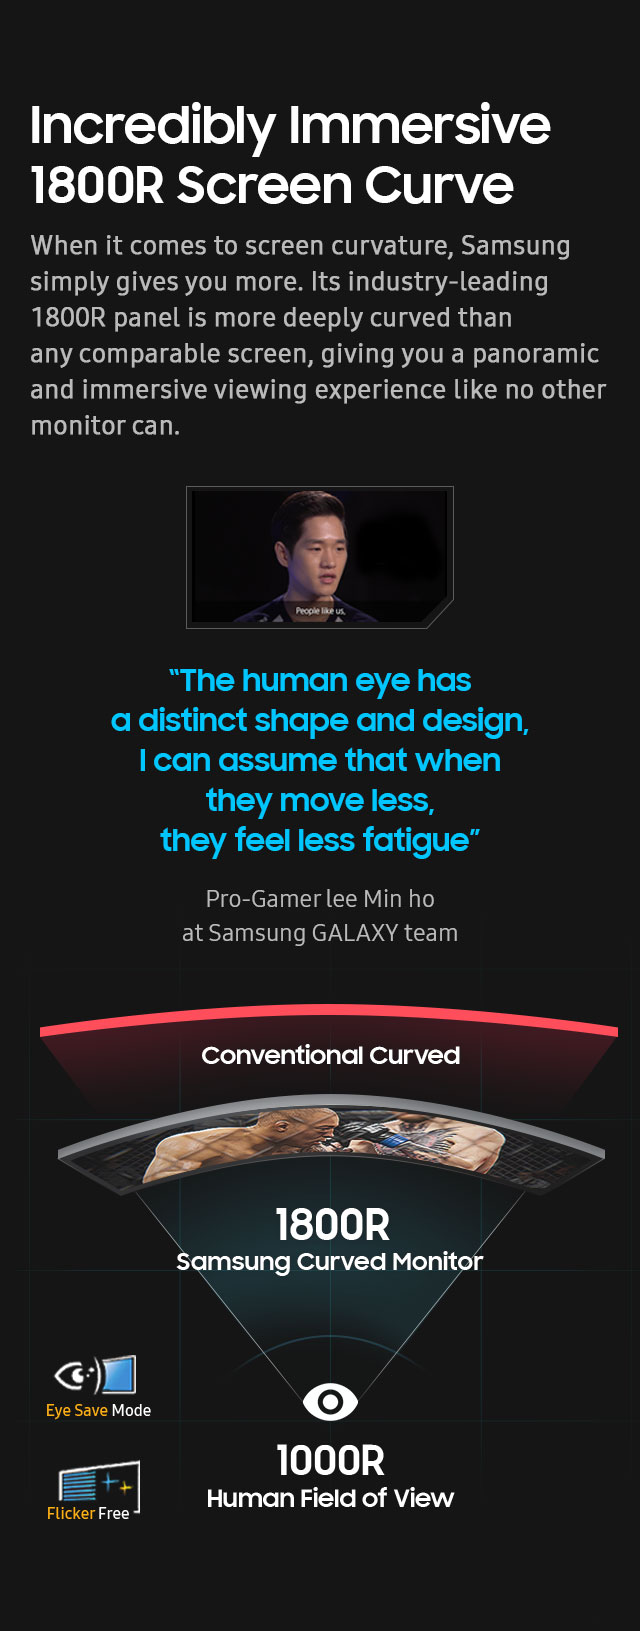 Incredibly Immersive
1800R Screen Curve
When it comes to screen curvature, Samsung
simply gives you more. Its industry-leading
1800R panel is more deeply curved than
any comparable screen, giving you a panoramic
and immersive viewing experience like no other
monitor can.
People like us,
“The human eye has
a distinct shape and design,
I can assume that when
they move less,
they feel less fatigue”
Pro-Gamer lee Min ho
at Samsung GALAXY team
Conventional Curved
1800R
Samsung Curved Monitor
Eye Save Mode
1000R
Human Field of View
Flicker Free